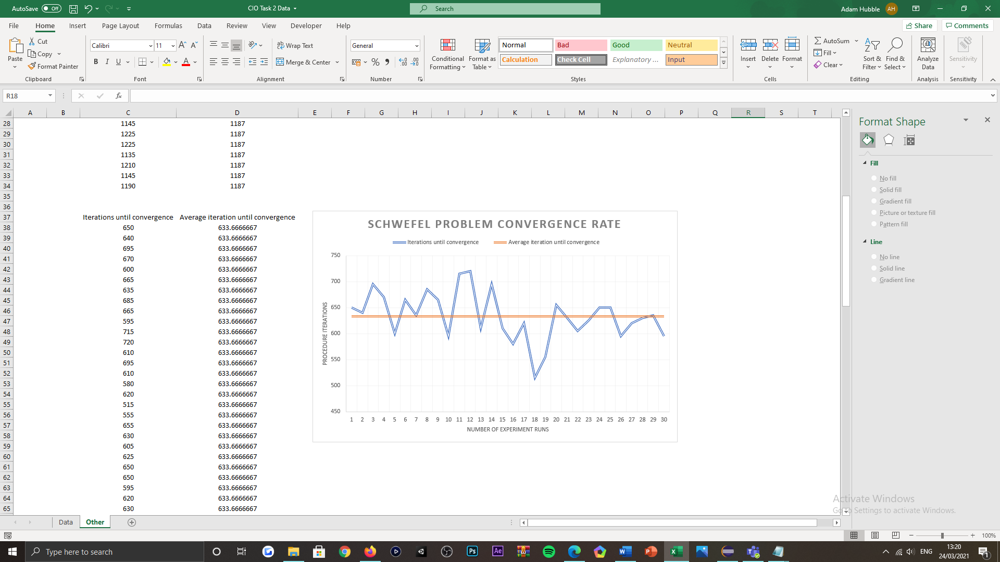 AutoSave Off
CIO Task 2 Data
Search
Adam Hubble AH
File Home Insert Page Layout Formulas Data Review View Developer Help
Share Comments
Paste
Cut
Copy
Format Painter
Clipboard
Calibri 11
B I U
Font
Wrap Text
Merge & Center
Alignment
General
Number
Conditional Formatting
Format as Table
Normal Bad Good Neutral
Calculation Check Cell Explanatory ... Input
Styles
Insert Delete Format
Cells
AutoSum
Fill
Clear
Sort & Filter
Find & Select
Editing
Analyze Data
Analysis
Sensitivity
Sensitivity
R18
fx
A B C D E F G H I J K L M N O P Q R S T
28 1145 1187
29 1225 1187
30 1225 1187
31 1135 1187
32 1210 1187
33 1145 1187
34 1190 1187
35
36
37 Iterations until convergence Average iteration until convergence
38 650 633.6666667
39 640 633.6666667
40 695 633.6666667
41 670 633.6666667
42 600 633.6666667
43 665 633.6666667
44 635 633.6666667
45 685 633.6666667
46 665 633.6666667
47 595 633.6666667
48 715 633.6666667
49 720 633.6666667
50 610 633.6666667
51 695 633.6666667
52 610 633.6666667
53 580 633.6666667
54 620 633.6666667
55 515 633.6666667
56 555 633.6666667
57 655 633.6666667
58 630 633.6666667
59 605 633.6666667
60 625 633.6666667
61 650 633.6666667
62 650 633.6666667
63 595 633.6666667
64 620 633.6666667
65 630 633.6666667
SCHWEFEL PROBLEM CONVERGENCE RATE
Iterations until convergence Average iteration until convergence
750
700
650
600
550
500
450
PROCEDURE ITERATIONS
1 2 3 4 5 6 7 8 9 10 11 12 13 14 15 16 17 18 19 20 21 22 23 24 25 26 27 28 29 30
NUMBER OF EXPERIMENT RUNS
Format Shape
Fill
No fill
Solid fill
Gradient fill
Picture or texture fill
Pattern fill
Line
No line
Solid line
Gradient line
Activate Windows
Go to Settings to activate Windows.
Data Other
100%
Type here to search
Ps
Ae
ENG
13:20
24/03/2021
1